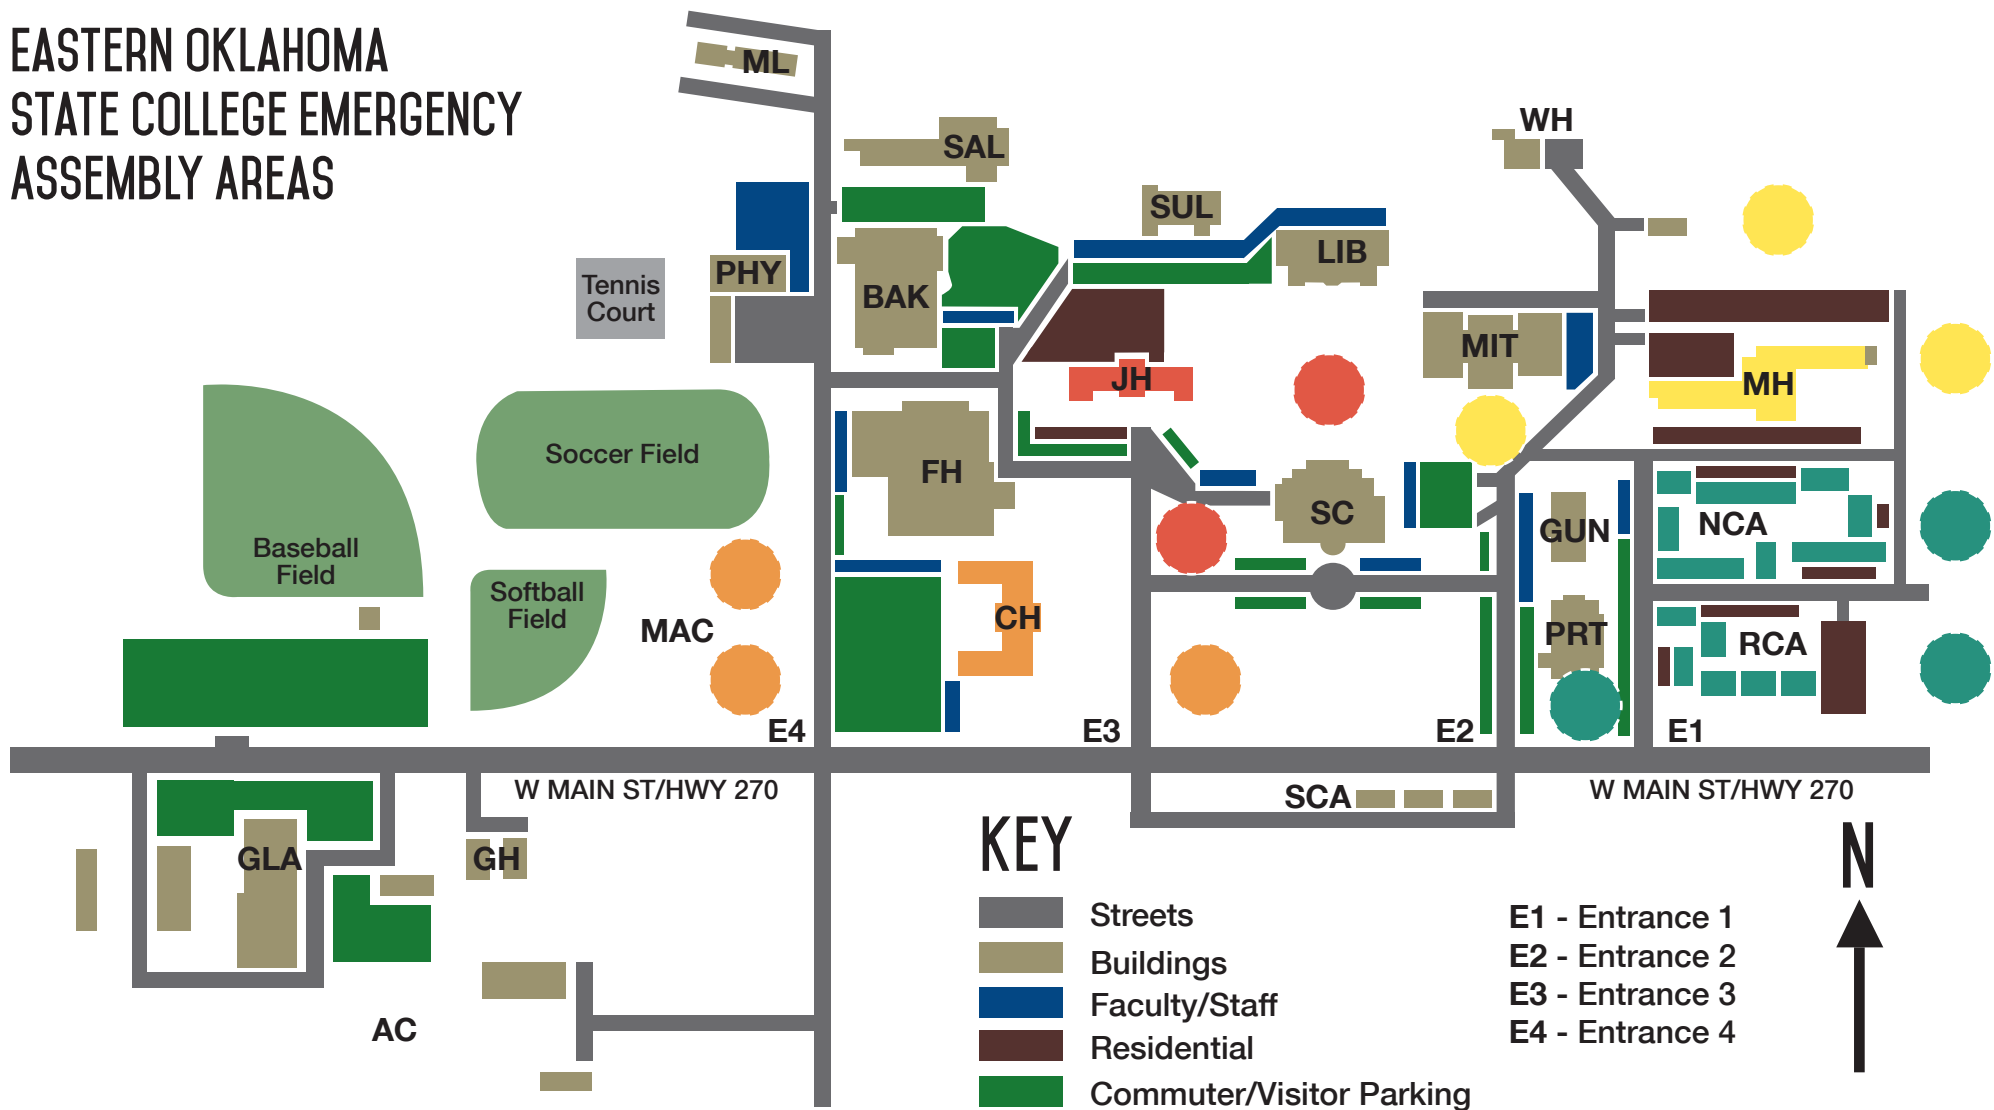 EASTERN OKLAHOMA
STATE COLLEGE EMERGENCY
ASSEMBLY AREAS
ML
SAL
WH
SUL
LIB
PHY
BAK
Tennis
Court
MIT
JH
MH
Soccer Field
FH
SC
GUN
NCA
Baseball
Field
Softball
Field
MAC
CH
PRT
RCA
E4
E3
E2
E1
W MAIN ST/HWY 270
SCA
W MAIN ST/HWY 270
GLA
GH
AC
KEY
Streets
Buildings
Faculty/Staff
Residential
Commuter/Visitor Parking
E1 - Entrance 1
E2 - Entrance 2
E3 - Entrance 3
E4 - Entrance 4
N